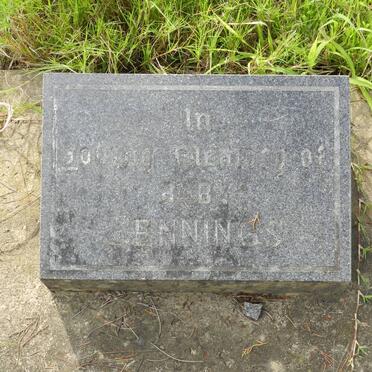 In
Loving Memory of
JENNINGS